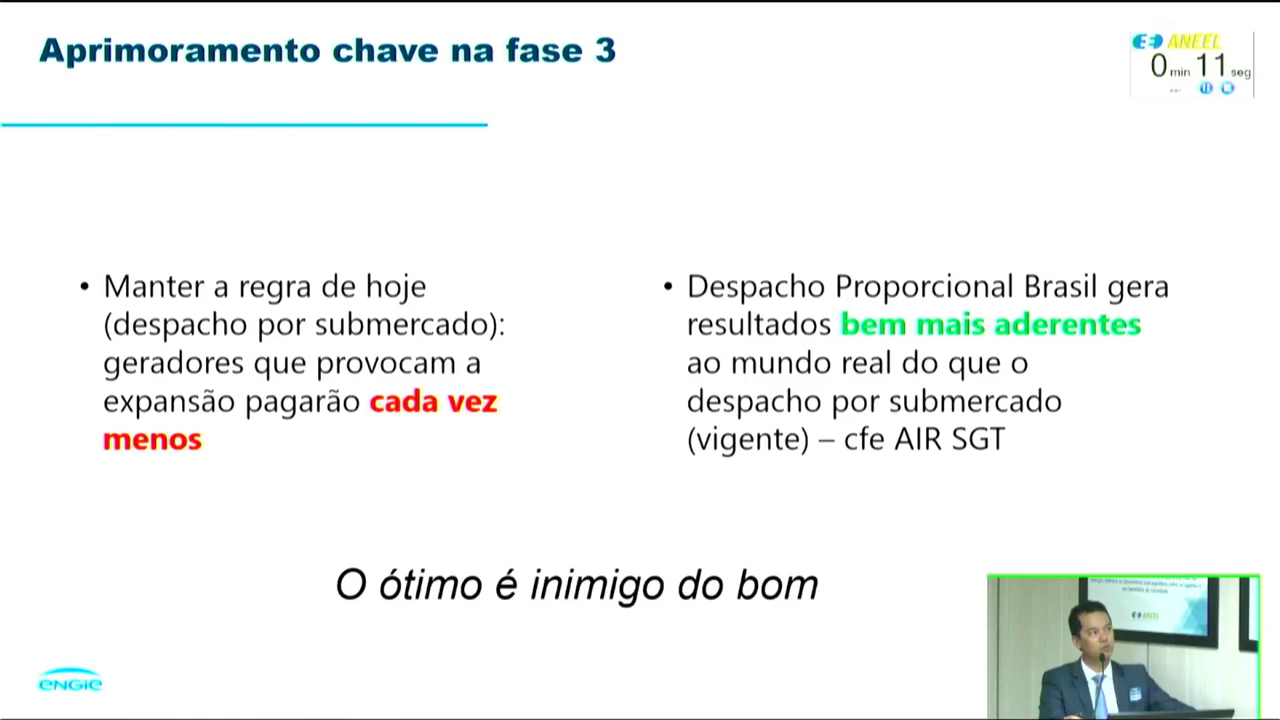 Aprimoramento chave na fase 3
ANEEL
0 min 11 seg
• Manter a regra de hoje
(despacho por submercado):
geradores que provocam a
expansão pagarão cada vez
menos
• Despacho Proporcional Brasil gera
resultados bem mais aderentes
ao mundo real do que o
despacho por submercado
(vigente) – cfe AIR SGT
O ótimo é inimigo do bom
ENGIE
ANEEL